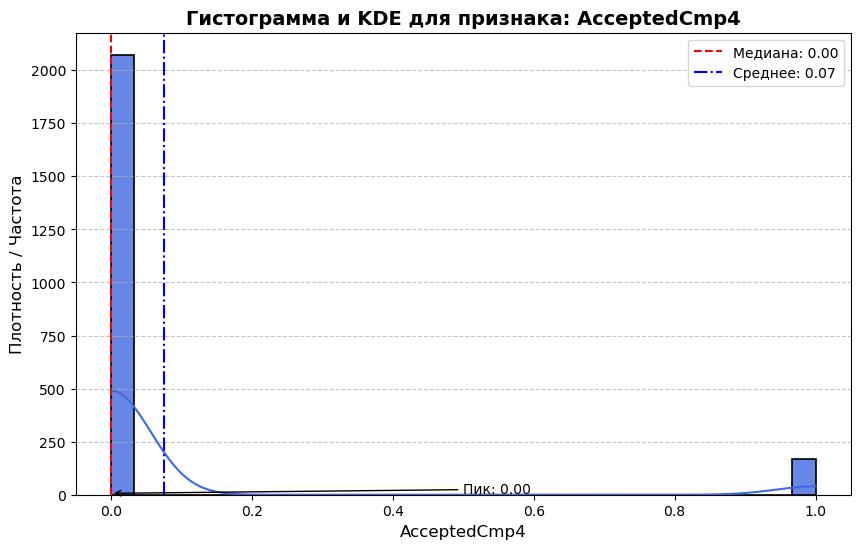 Гистограмма и KDE для признака: AcceptedCmp4
Медиана: 0.00
Среднее: 0.07
Плотность / Частота
2000
1750
1500
1250
1000
750
500
250
0
Пик: 0.00
0.0 0.2 0.4 0.6 0.8 1.0
AcceptedCmp4